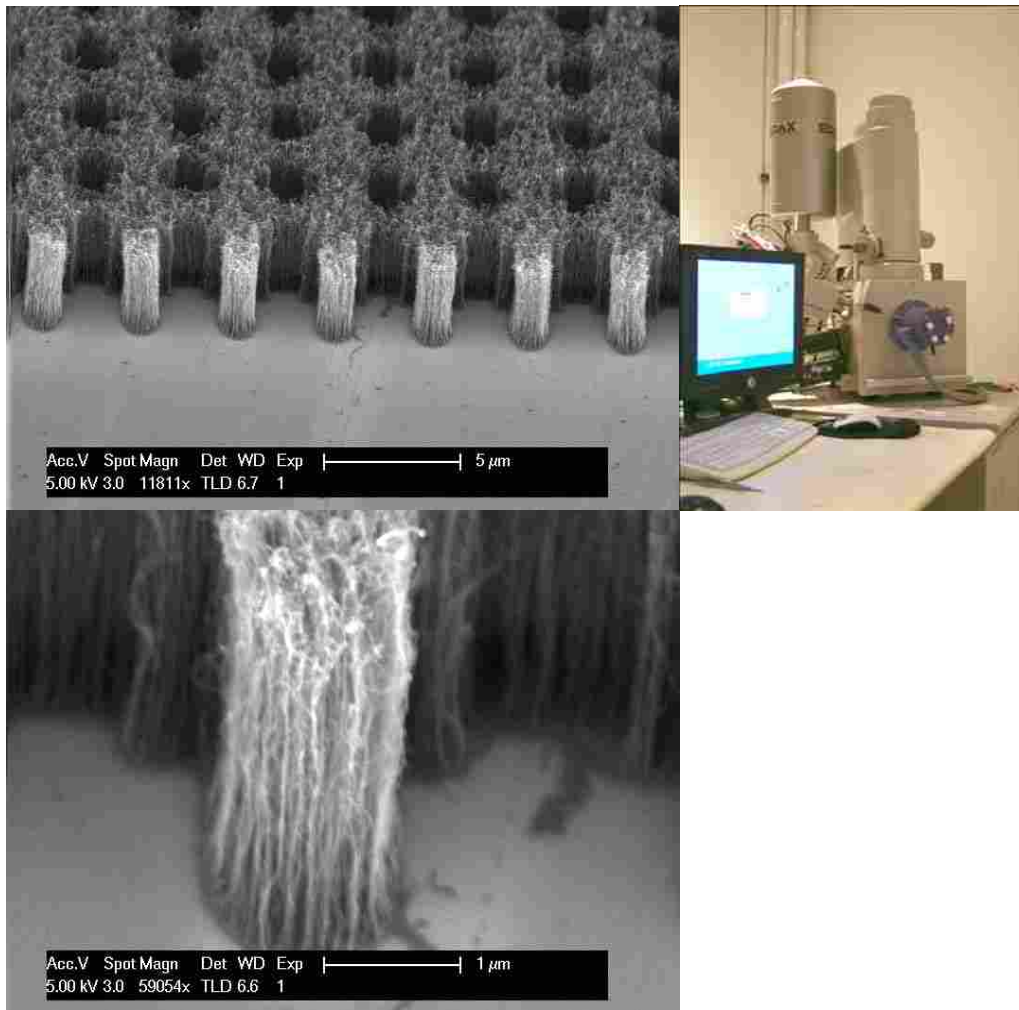 Acc.V Spot Magn Det WD Exp 5 µm
5.00 kV 3.0 11811x TLD 6.7 1
Acc.V Spot Magn Det WD Exp 1 µm
5.00 kV 3.0 59054x TLD 6.6 1